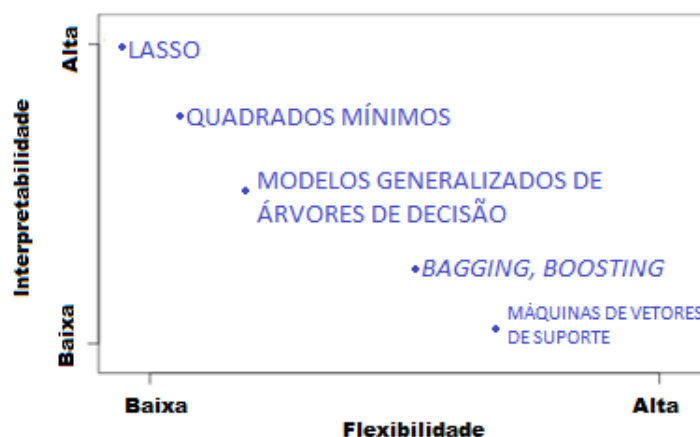 Alta
LASSO
QUADRADOS MÍNIMOS
MODELOS GENERALIZADOS DE
ÁRVORES DE DECISÃO
BAGGING, BOOSTING
MÁQUINAS DE VETORES
DE SUPORTE
Interpretabilidade
Baixa
Baixa
Alta
Flexibilidade